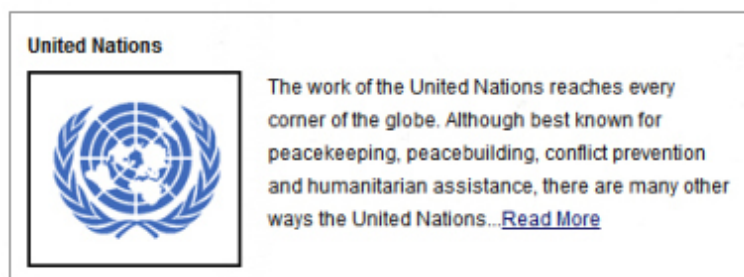 United Nations
The work of the United Nations reaches every
corner of the globe. Although best known for
peacekeeping, peacebuilding, conflict prevention
and humanitarian assistance, there are many other
ways the United Nations...Read More